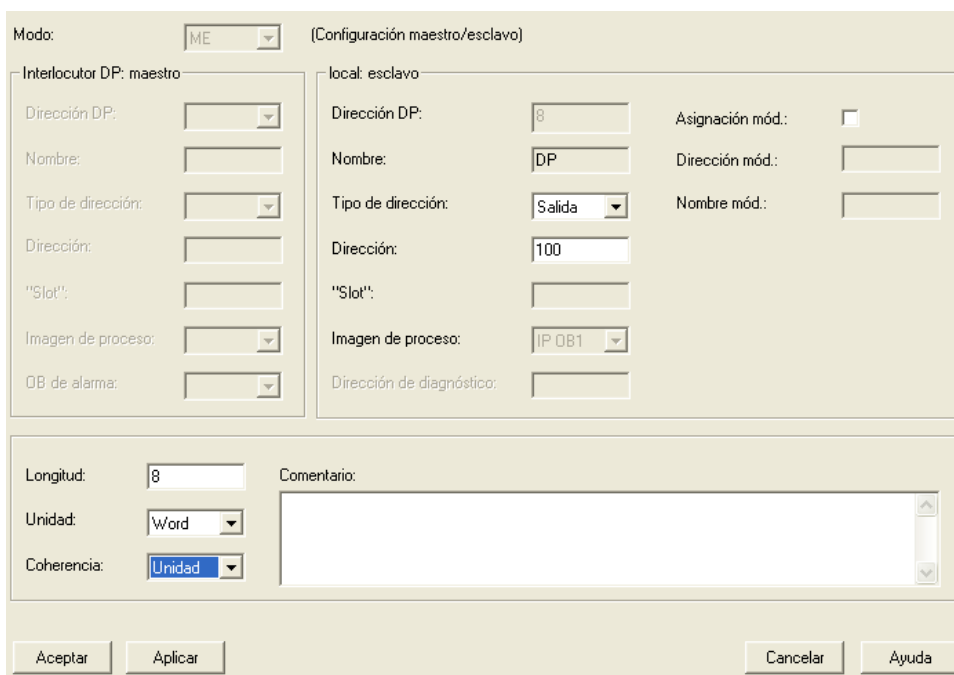 Modo: ME (Configuración maestro/esclavo)
Interlocutor DP: maestro
Dirección DP:
Nombre:
Tipo de dirección:
Dirección:
"Slot":
Imagen de proceso:
OB de alarma:
local: esclavo
Dirección DP: 8
Nombre: DP
Tipo de dirección: Salida
Dirección: 100
"Slot":
Imagen de proceso: IP OB1
Dirección de diagnóstico:
Asignación mód.:
Dirección mód.:
Nombre mód.:
Longitud: 8
Unidad: Word
Coherencia: Unidad
Comentario:
Aceptar Aplicar Cancelar Ayuda